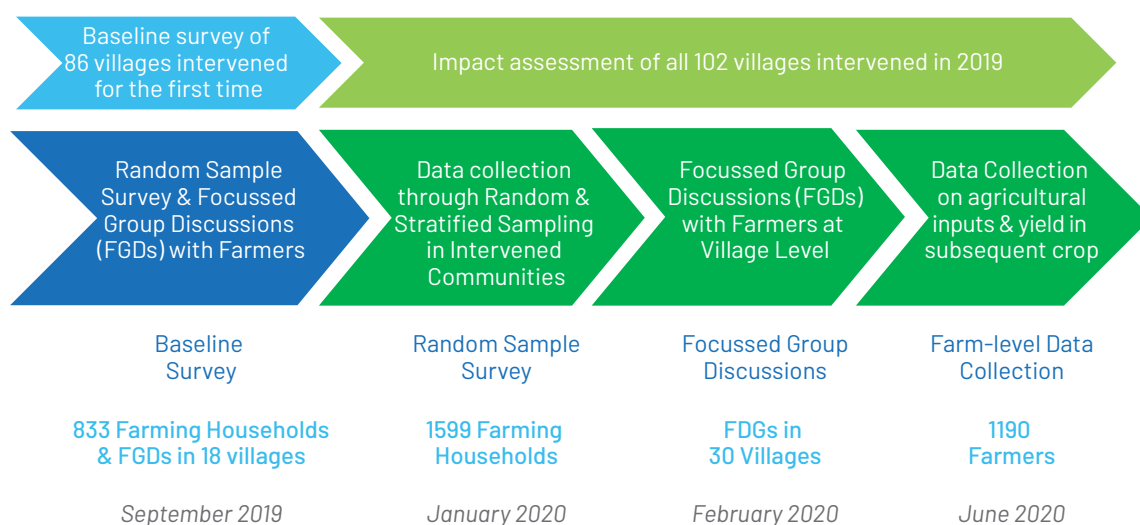 Baseline survey of
86 villages intervened
for the first time
Impact assessment of all 102 villages intervened in 2019
Random Sample
Survey & Focussed
Group Discussions
(FGDs) with Farmers
Data collection
through Random &
Stratified Sampling
in Intervened
Communities
Focussed Group
Discussions (FGDs)
with Farmers at
Village Level
Data Collection
on agricultural
inputs & yield in
subsequent crop
Baseline
Survey
Random Sample
Survey
Focussed Group
Discussions
Farm-level Data
Collection
833 Farming Households
& FGDs in 18 villages
1599 Farming
Households
FDGs in
30 Villages
1190
Farmers
September 2019
January 2020
February 2020
June 2020